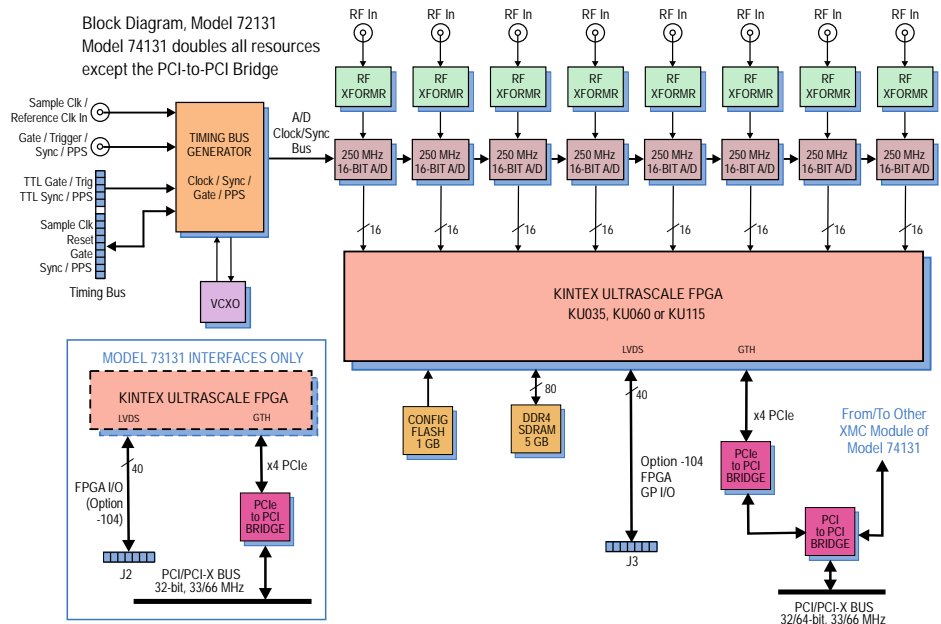 Block Diagram, Model 72131
Model 74131 doubles all resources
except the PCI-to-PCI Bridge
RF In
RF In
RF In
RF In
RF In
RF In
RF In
RF In
RF
XFORMR
RF
XFORMR
RF
XFORMR
RF
XFORMR
RF
XFORMR
RF
XFORMR
RF
XFORMR
RF
XFORMR
Sample Clk /
Reference Clk In
Gate / Trigger /
Sync / PPS
TTL Gate / Trig
TTL Sync / PPS
Sample Clk
Reset
Gate
Sync / PPS
Timing Bus
TIMING BUS
GENERATOR
Clock / Sync /
Gate / PPS
VCXO
A/D
Clock/Sync
Bus
250 MHz
16-BIT A/D
250 MHz
16-BIT A/D
250 MHz
16-BIT A/D
250 MHz
16-BIT A/D
250 MHz
16-BIT A/D
250 MHz
16-BIT A/D
250 MHz
16-BIT A/D
250 MHz
16-BIT A/D
16
16
16
16
16
16
16
16
KINTEX ULTRASCALE FPGA
KU035, KU060 or KU115
LVDS
GTH
CONFIG
FLASH
1 GB
80
DDR4
SDRAM
5 GB
40
Option -104
FPGA
GP I/O
J3
x4 PCIe
PCIe
to PCI
BRIDGE
From/To Other
XMC Module of
Model 74131
PCI
to PCI
BRIDGE
PCI/PCI-X BUS
32/64-bit, 33/66 MHz
MODEL 73131 INTERFACES ONLY
KINTEX ULTRASCALE FPGA
LVDS
GTH
40
x4 PCIe
FPGA I/O
(Option
-104)
J2
PCIe
to PCI
BRIDGE
PCI/PCI-X BUS
32-bit, 33/66 MHz